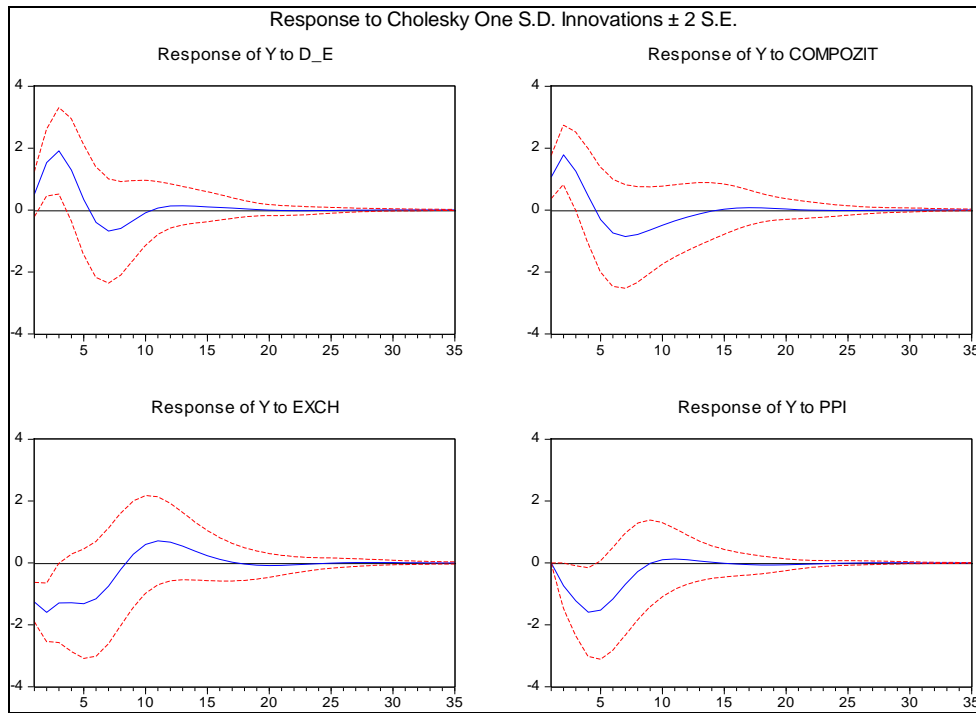 Response to Cholesky One S.D. Innovations ± 2 S.E.
Response of Y to D_E
4
2
0
-2
-4
5 10 15 20 25 30 35
Response of Y to COMPOZIT
4
2
0
-2
-4
5 10 15 20 25 30 35
Response of Y to EXCH
4
2
0
-2
-4
5 10 15 20 25 30 35
Response of Y to PPI
4
2
0
-2
-4
5 10 15 20 25 30 35